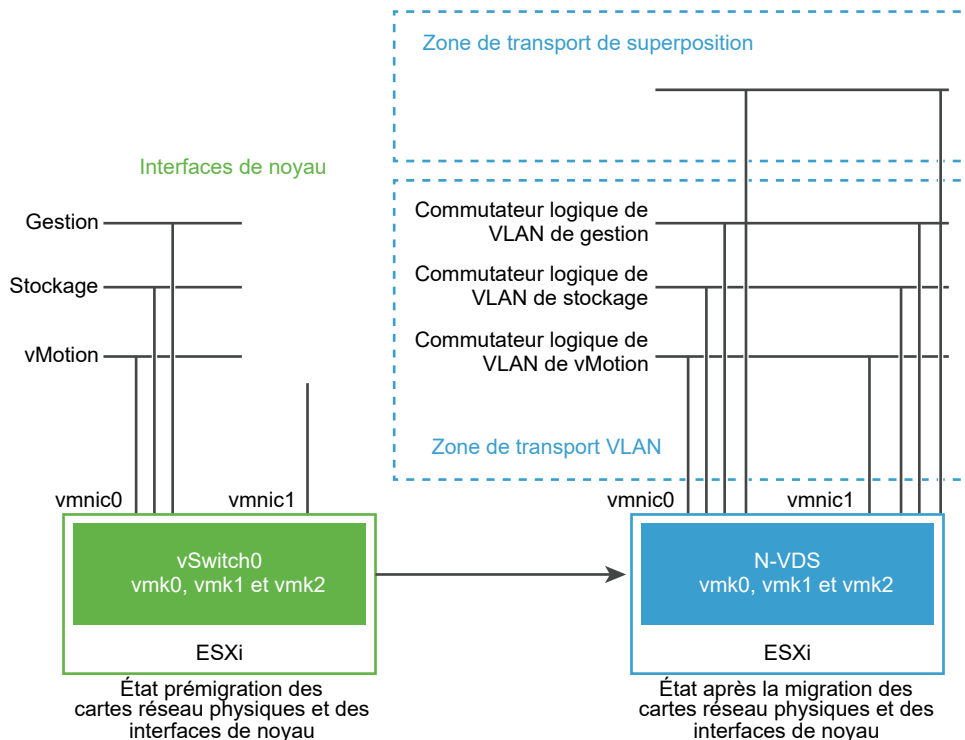 Zone de transport de superposition
Interfaces de noyau
Gestion
Stockage
vMotion
Commutateur logique de
VLAN de gestion
Commutateur logique de
VLAN de stockage
Commutateur logique de
VLAN de vMotion
Zone de transport VLAN
vmnic0
vmnic1
vmnic0
vmnic1
vSwitch0
vmk0, vmk1 et vmk2
ESXi
N-VDS
vmk0, vmk1 et vmk2
ESXi
État prémigration des
cartes réseau physiques et des
interfaces de noyau
État après la migration des
cartes réseau physiques et des
interfaces de noyau